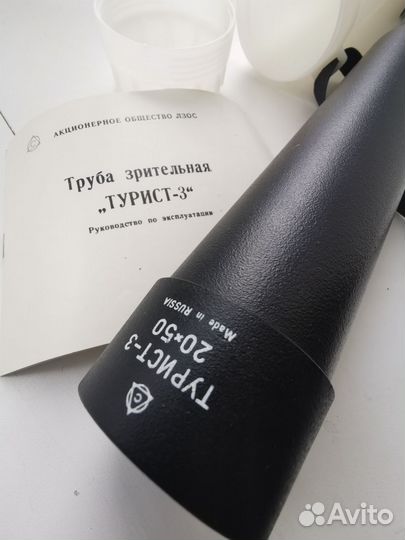 АКЦИОНЕРНОЕ ОБЩЕСТВО ЛЗОС
Труба зрительная
„ТУРИСТ-3“
Руководство по эксплуатации
ТУРИСТ-3
20×50
Made in RUSSIA
Avito